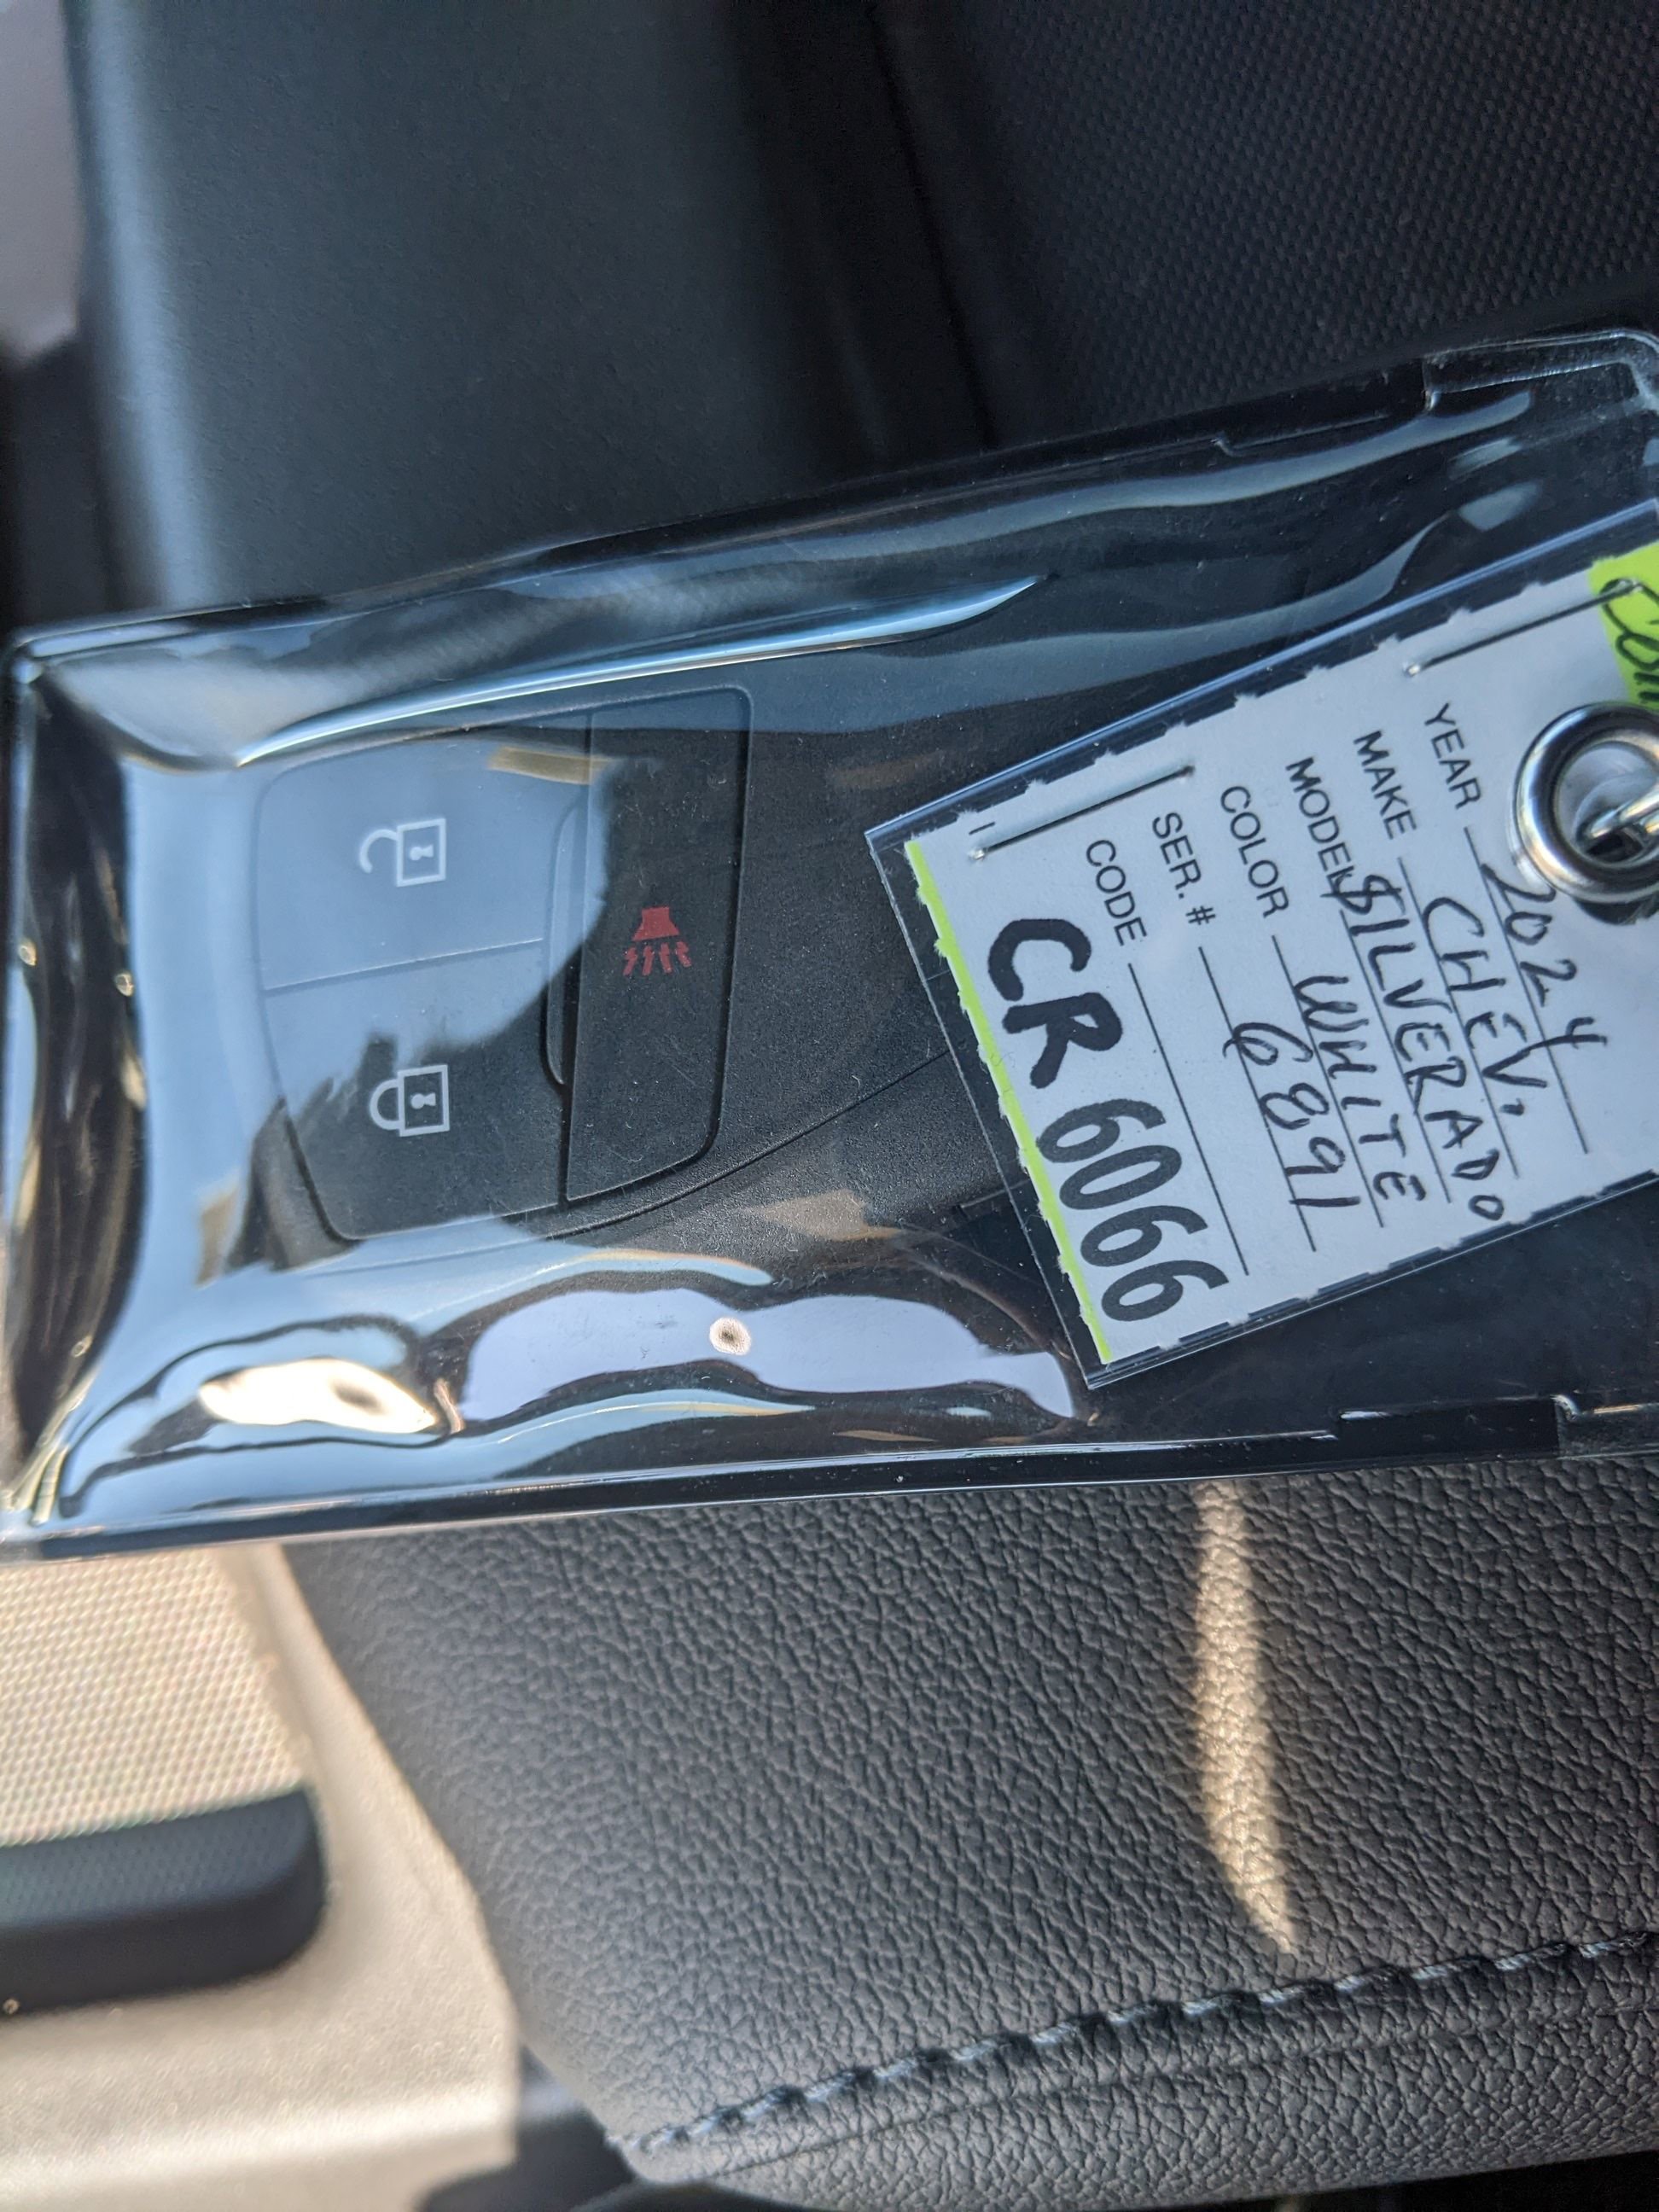 YEAR 2024
MAKE CHEV.
MODEL SILVERADO
COLOR WHITE
SER. # 6891
CODE
CR 6066